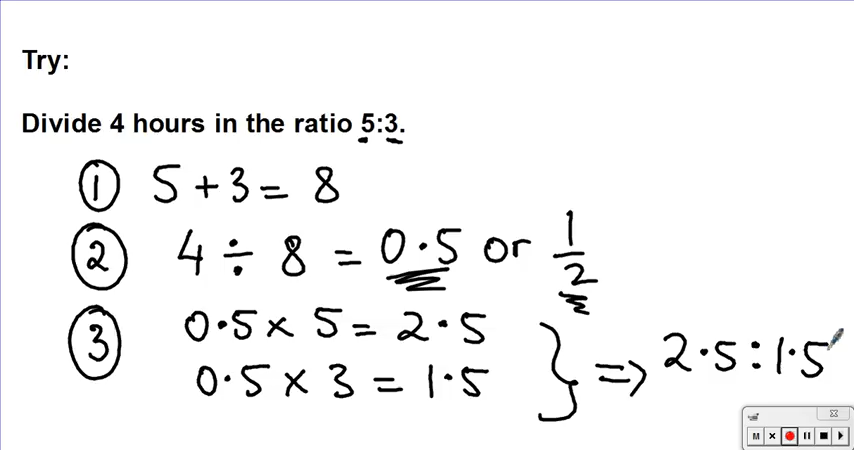 Try:
Divide 4 hours in the ratio 5:3.
① 5 + 3 = 8
② 4 ÷ 8 = 0·5 or 1/2
③ 0·5 × 5 = 2·5
0·5 × 3 = 1·5 } ⇒ 2·5 : 1·5
M